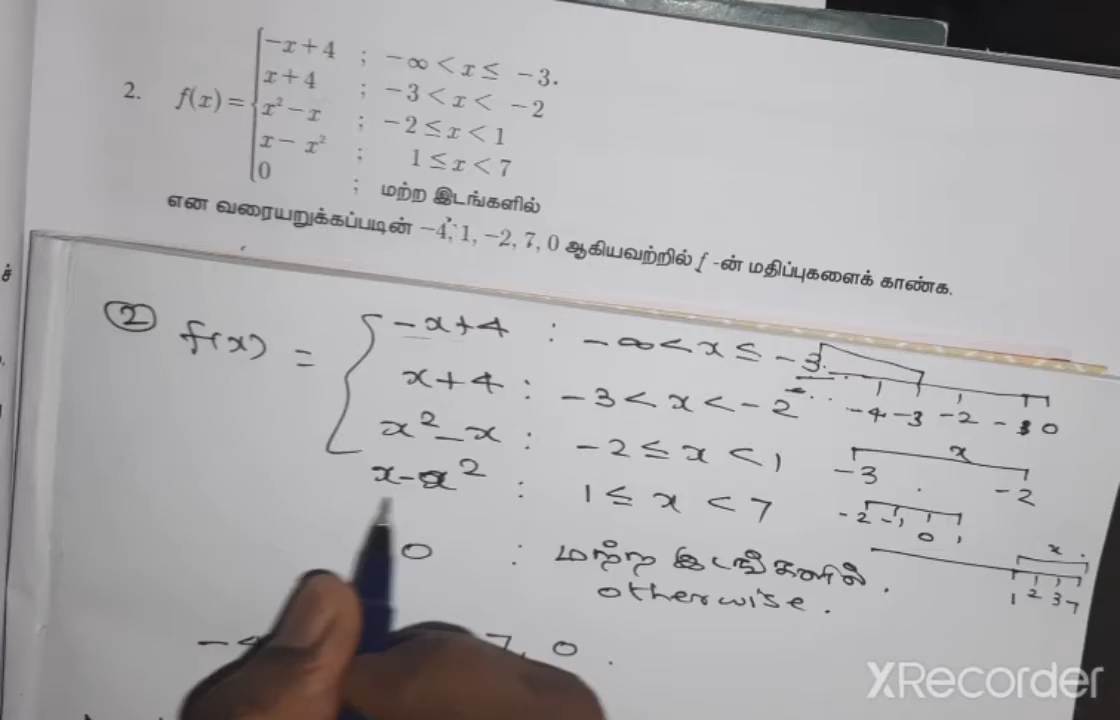 2. f(x) = { -x+4 ; -∞ < x ≤ -3.
x+4 ; -3 < x < -2
x² - x ; -2 ≤ x < 1
x - x² ; 1 ≤ x < 7
0 ; மற்ற இடங்களில்
என வரையறுக்கப்படின் -4, 1, -2, 7, 0 ஆகியவற்றில் f -ன் மதிப்புகளைக் காண்க.
ச்
② f(x) = { -x+4 : -∞ < x ≤ -3
x+4 : -3 < x < -2
x² - x : -2 ≤ x < 1
x - x² : 1 ≤ x < 7
0 : மற்ற இடங்களில்.
otherwise.
7, 0.
-4 -3 -2 0
x
-3 -2
-2 -1 0 1
x
1 2 3 7
XRecorder